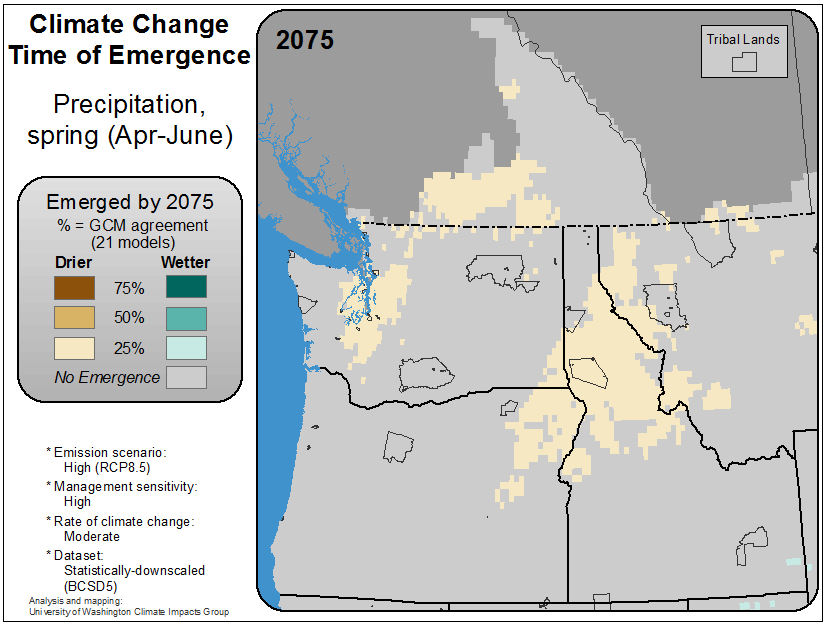 Climate Change
Time of Emergence
Precipitation,
spring (Apr-June)
Emerged by 2075
% = GCM agreement
(21 models)
Drier Wetter
75%
50%
25%
No Emergence
* Emission scenario:
High (RCP8.5)
* Management sensitivity:
High
* Rate of climate change:
Moderate
* Dataset:
Statistically-downscaled
(BCSD5)
Analysis and mapping:
University of Washington Climate Impacts Group
2075
Tribal Lands